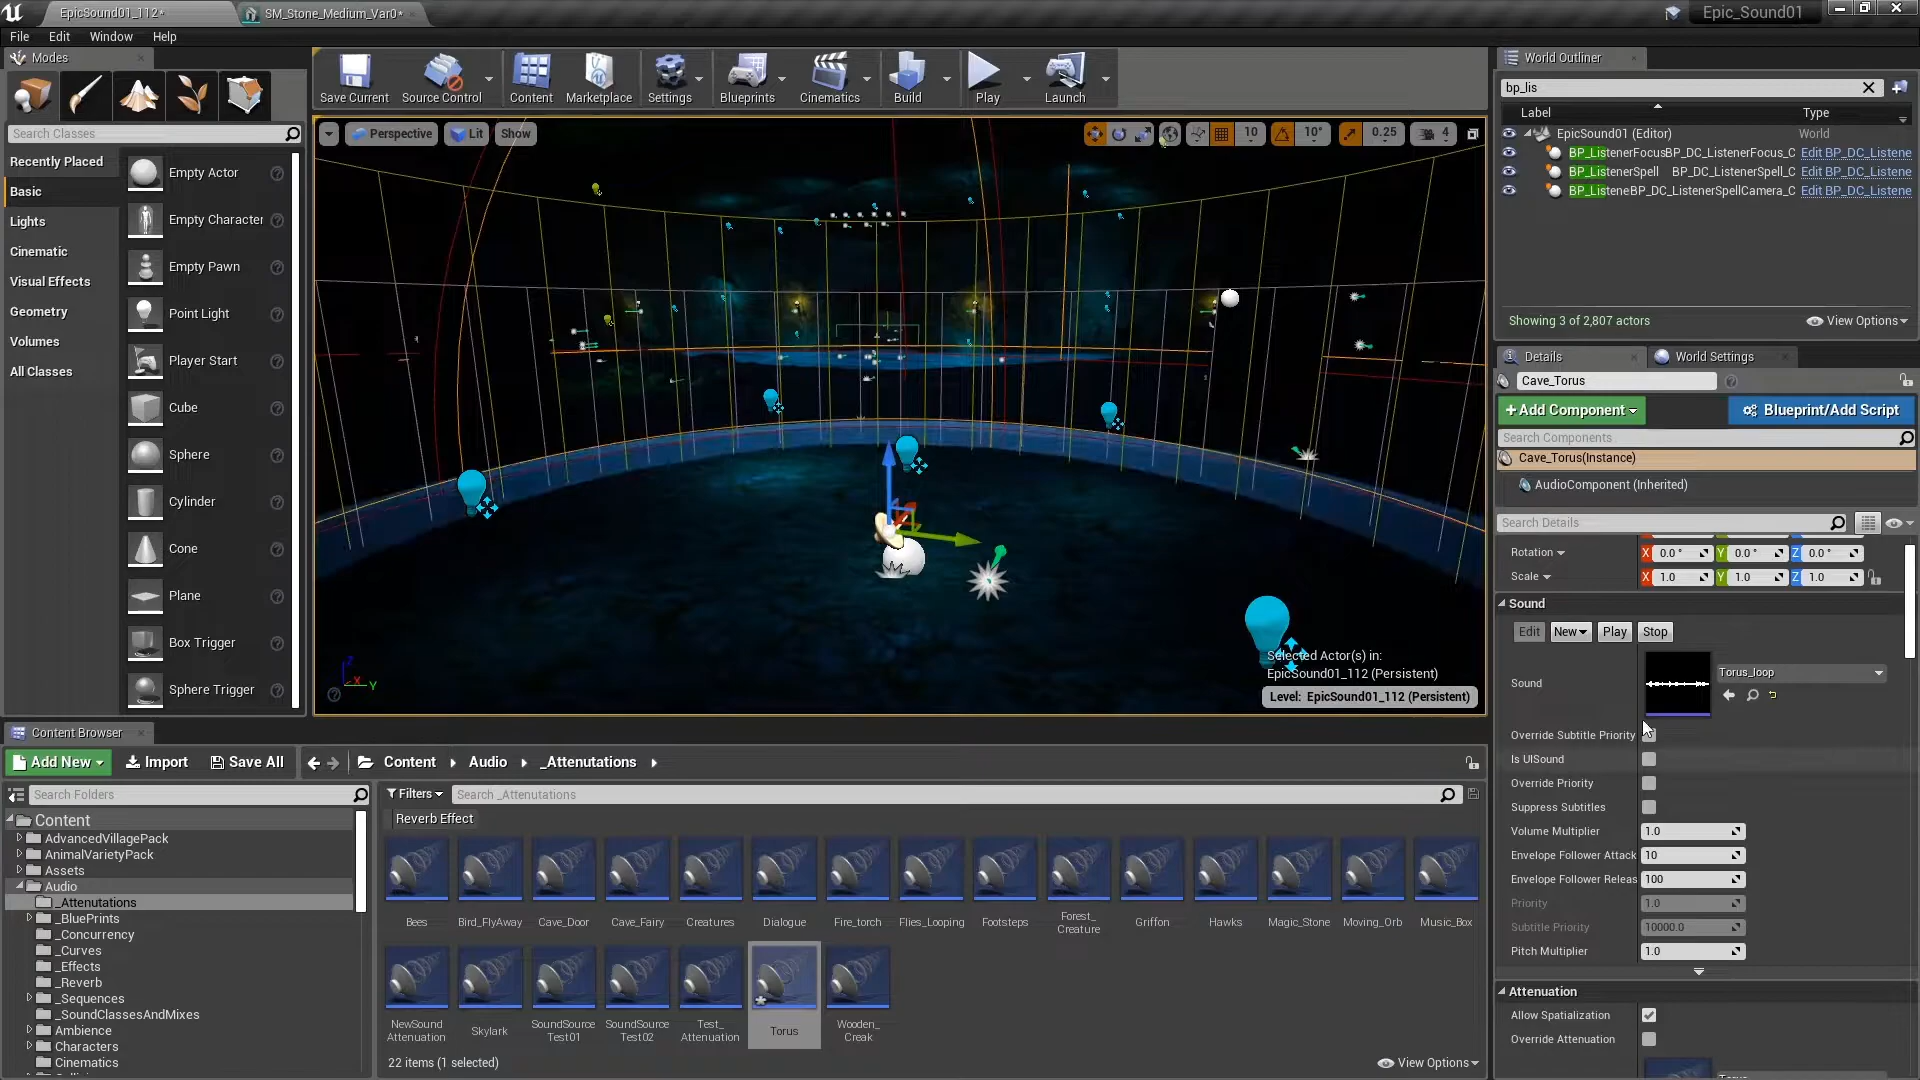 EpicSound01_112*
SM_Stone_Medium_Var0*
Epic_Sound01
File
Edit
Window
Help
Modes
Search Classes
Recently Placed
Basic
Lights
Cinematic
Visual Effects
Geometry
Volumes
All Classes
Empty Actor
Empty Character
Empty Pawn
Point Light
Player Start
Cube
Sphere
Cylinder
Cone
Plane
Box Trigger
Sphere Trigger
Save Current
Source Control
Content
Marketplace
Settings
Blueprints
Cinematics
Build
Play
Launch
Perspective
Lit
Show
10
10°
0.25
4
Selected Actor(s) in:
EpicSound01_112 (Persistent)
Level: EpicSound01_112 (Persistent)
World Outliner
bp_lis
Label
Type
EpicSound01 (Editor)
World
BP_ListenerFocusBP_DC_ListenerFocus_C Edit BP_DC_Listene
BP_ListenerSpell BP_DC_ListenerSpell_C Edit BP_DC_Listene
BP_ListeneBP_DC_ListenerSpellCamera_C Edit BP_DC_Listene
Showing 3 of 2,807 actors
View Options
Details
World Settings
Cave_Torus
+Add Component
Blueprint/Add Script
Search Components
Cave_Torus(Instance)
AudioComponent (Inherited)
Search Details
Rotation
X 0.0 ° Y 0.0 ° Z 0.0 °
Scale
X 1.0 Y 1.0 Z 1.0
Sound
Edit
New
Play
Stop
Sound
Torus_loop
Override Subtitle Priority
Is UISound
Override Priority
Suppress Subtitles
Volume Multiplier
1.0
Envelope Follower Attack
10
Envelope Follower Releas
100
Priority
1.0
Subtitle Priority
10000.0
Pitch Multiplier
1.0
Attenuation
Allow Spatialization
Override Attenuation
Content Browser
Add New
Import
Save All
Content
Audio
_Attenutations
Search Folders
Content
AdvancedVillagePack
AnimalVarietyPack
Assets
Audio
_Attenutations
_BluePrints
_Concurrency
_Curves
_Effects
_Reverb
_Sequences
_SoundClassesAndMixes
Ambience
Characters
Cinematics
Filters
Search _Attenutations
Reverb Effect
Bees
Bird_FlyAway
Cave_Door
Cave_Fairy
Creatures
Dialogue
Fire_torch
Flies_Looping
Footsteps
Forest_
Creature
Griffon
Hawks
Magic_Stone
Moving_Orb
Music_Box
NewSound
Attenuation
Skylark
SoundSource
Test01
SoundSource
Test02
Test_
Attenuation
Torus
Wooden_
Creak
22 items (1 selected)
View Options